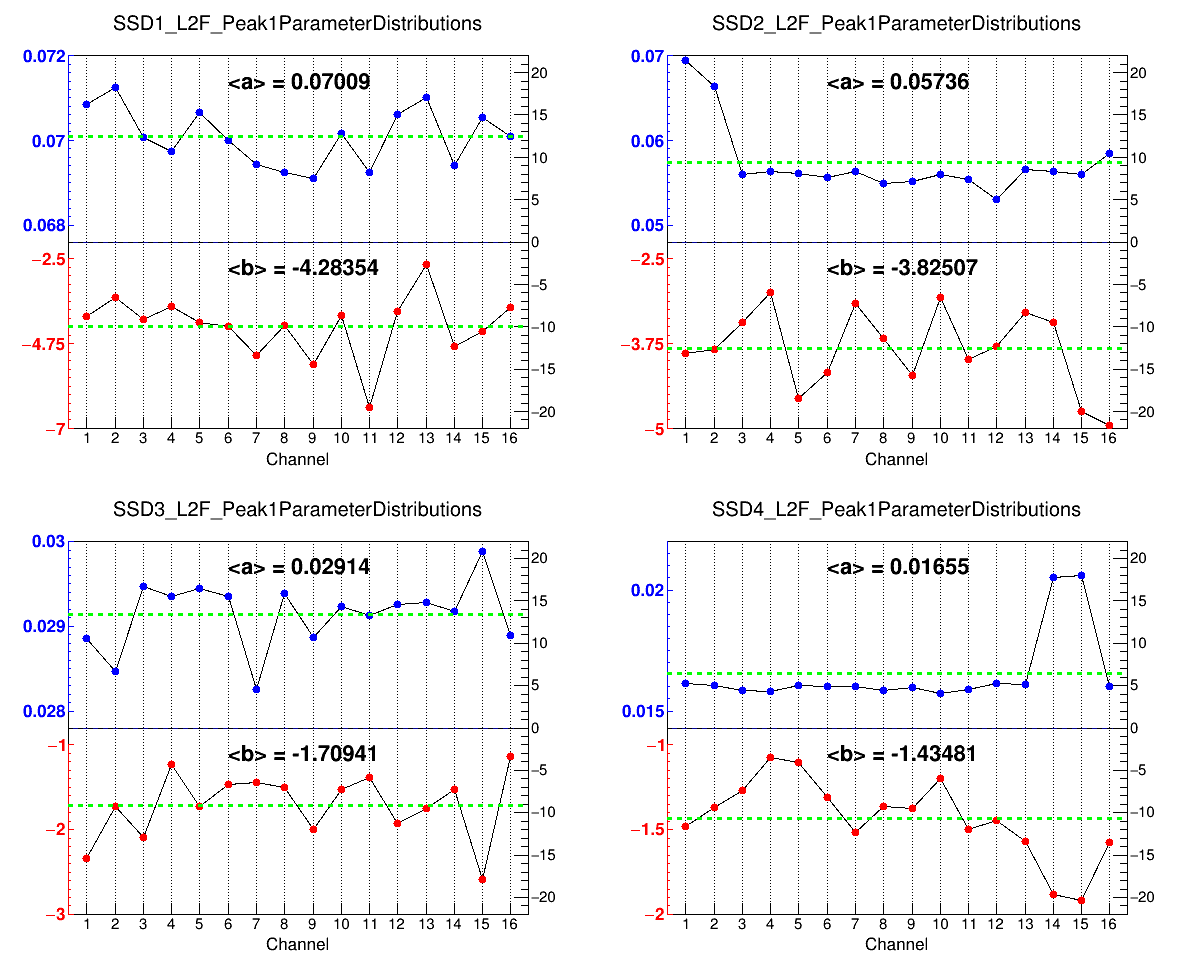 SSD1_L2F_Peak1ParameterDistributions
0.072
0.07
0.068
<a> = 0.07009
20
15
10
5
0
−2.5
−4.75
−7
<b> = -4.28354
−5
−10
−15
−20
1 2 3 4 5 6 7 8 9 10 11 12 13 14 15 16
Channel
SSD2_L2F_Peak1ParameterDistributions
0.07
0.06
0.05
<a> = 0.05736
20
15
10
5
0
−2.5
−3.75
−5
<b> = -3.82507
−5
−10
−15
−20
1 2 3 4 5 6 7 8 9 10 11 12 13 14 15 16
Channel
SSD3_L2F_Peak1ParameterDistributions
0.03
0.029
0.028
<a> = 0.02914
20
15
10
5
0
−1
−2
−3
<b> = -1.70941
−5
−10
−15
−20
1 2 3 4 5 6 7 8 9 10 11 12 13 14 15 16
Channel
SSD4_L2F_Peak1ParameterDistributions
0.02
0.015
<a> = 0.01655
20
15
10
5
0
−1
−1.5
−2
<b> = -1.43481
−5
−10
−15
−20
1 2 3 4 5 6 7 8 9 10 11 12 13 14 15 16
Channel